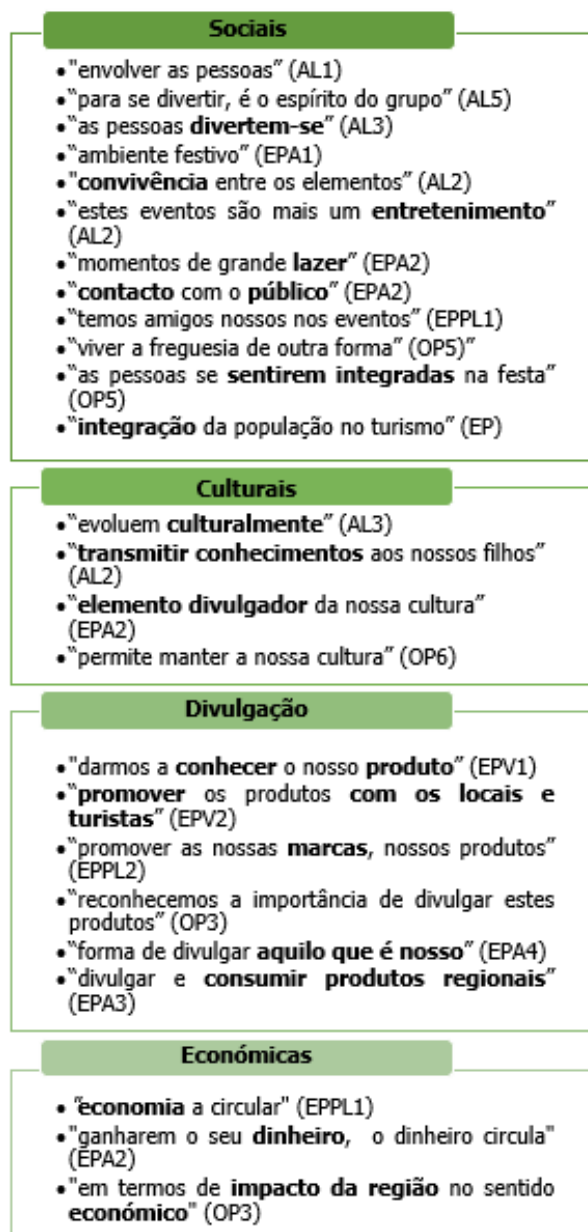 Sociais
•"envolver as pessoas” (AL1)
•“para se divertir, é o espírito do grupo” (AL5)
•“as pessoas divertem-se” (AL3)
•“ambiente festivo” (EPA1)
•"convivência entre os elementos” (AL2)
•“estes eventos são mais um entretenimento”
(AL2)
•“momentos de grande lazer” (EPA2)
•“contacto com o público” (EPA2)
•“temos amigos nossos nos eventos” (EPPL1)
•“viver a freguesia de outra forma” (OP5)”
•“as pessoas se sentirem integradas na festa”
(OP5)
•“integração da população no turismo” (EP)
Culturais
•“evoluem culturalmente” (AL3)
•“transmitir conhecimentos aos nossos filhos”
(AL2)
•“elemento divulgador da nossa cultura”
(EPA2)
•“permite manter a nossa cultura” (OP6)
Divulgação
•"darmos a conhecer o nosso produto” (EPV1)
•“promover os produtos com os locais e
turistas” (EPV2)
•“promover as nossas marcas, nossos produtos”
(EPPL2)
•“reconhecemos a importância de divulgar estes
produtos” (OP3)
•“forma de divulgar aquilo que é nosso” (EPA4)
•“divulgar e consumir produtos regionais”
(EPA3)
Económicas
• “economia a circular" (EPPL1)
•"ganharem o seu dinheiro, o dinheiro circula"
(EPA2)
•"em termos de impacto da região no sentido
económico" (OP3)